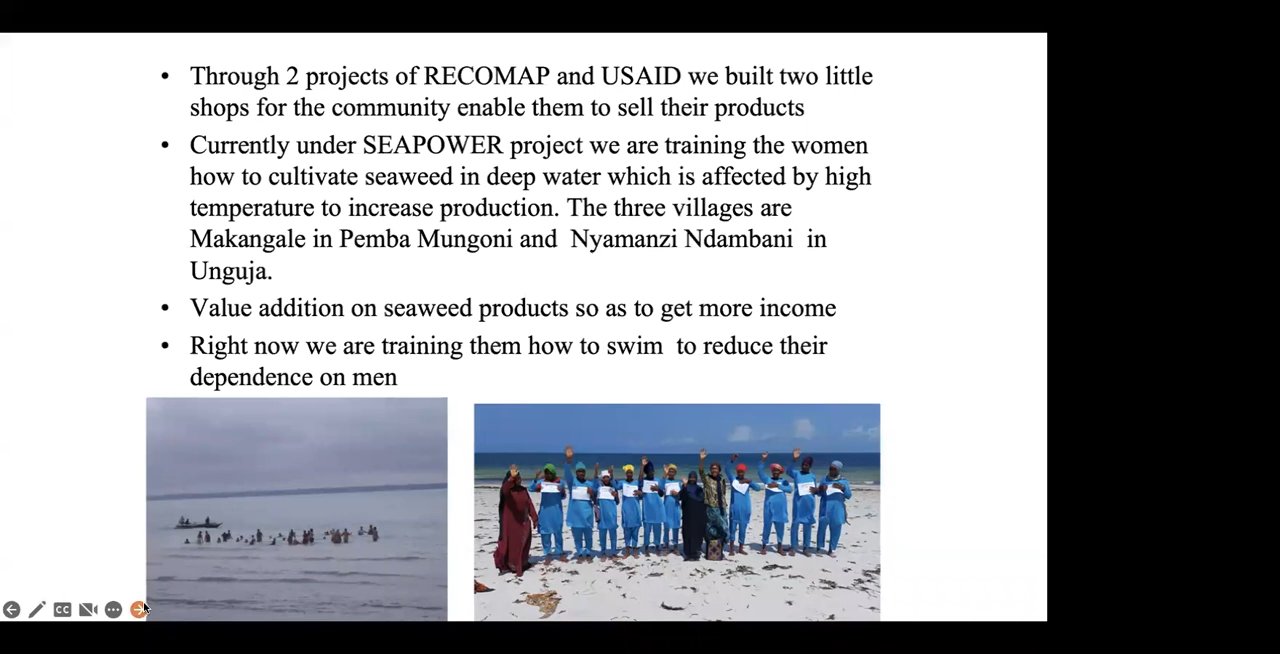 • Through 2 projects of RECOMAP and USAID we built two little
shops for the community enable them to sell their products
• Currently under SEAPOWER project we are training the women
how to cultivate seaweed in deep water which is affected by high
temperature to increase production. The three villages are
Makangale in Pemba Mungoni and Nyamanzi Ndambani in
Unguja.
• Value addition on seaweed products so as to get more income
• Right now we are training them how to swim to reduce their
dependence on men
CC